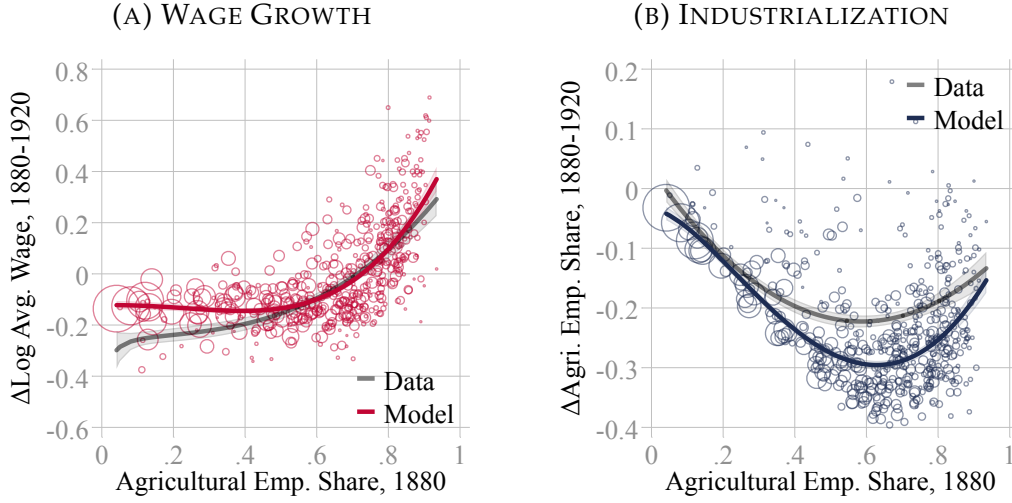 (A) WAGE GROWTH
ΔLog Avg. Wage, 1880-1920
0.8
0.6
0.4
0.2
0
-0.2
-0.4
-0.6
Data
Model
0 .2 .4 .6 .8 1
Agricultural Emp. Share, 1880
(B) INDUSTRIALIZATION
ΔAgri. Emp. Share, 1880-1920
0.2
0.1
0
-0.1
-0.2
-0.3
-0.4
Data
Model
0 .2 .4 .6 .8 1
Agricultural Emp. Share, 1880